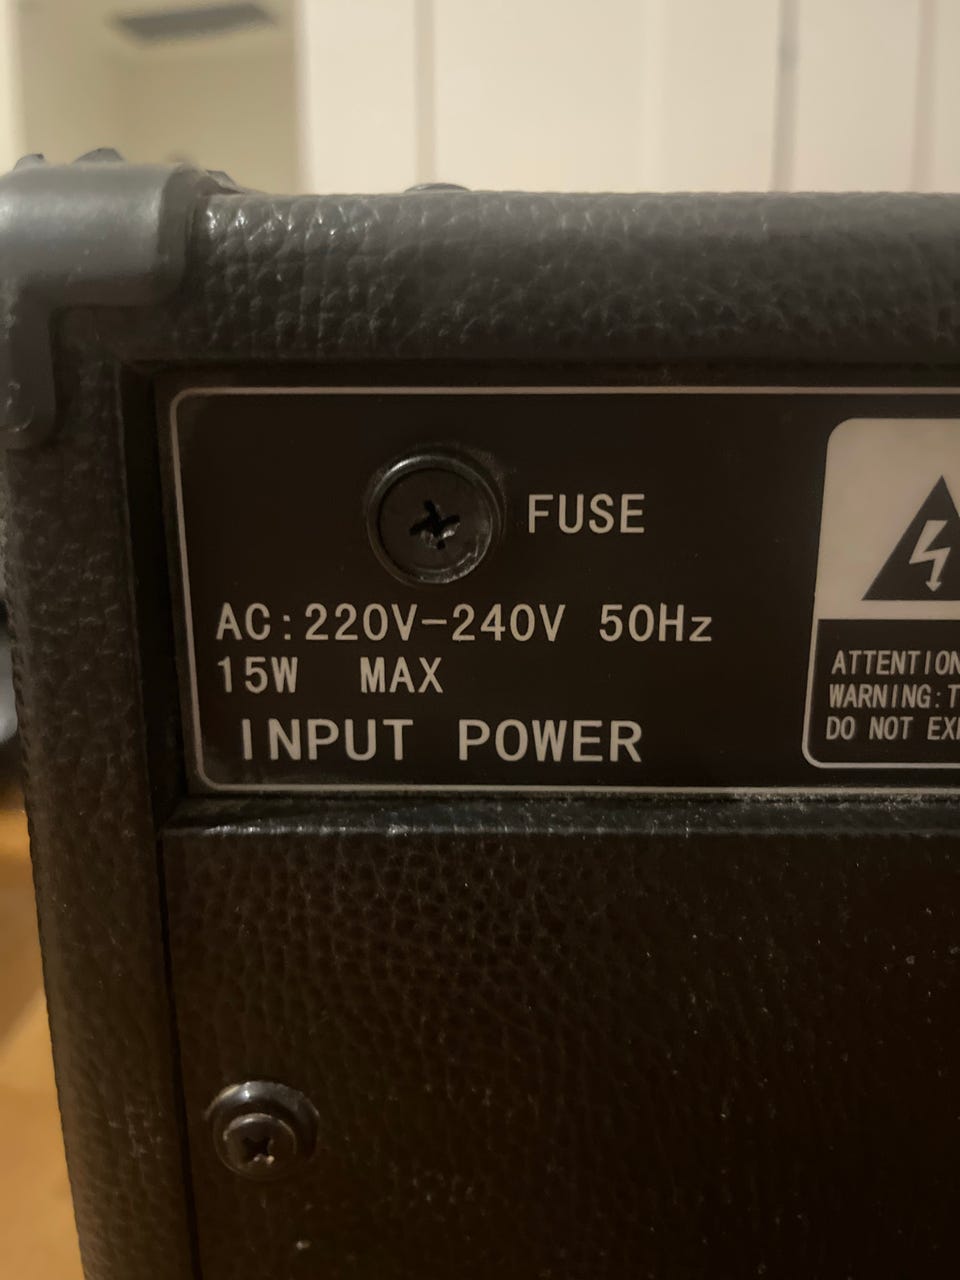 FUSE
AC:220V-240V 50Hz
15W MAX
INPUT POWER
ATTENTION
WARNING:
DO NOT